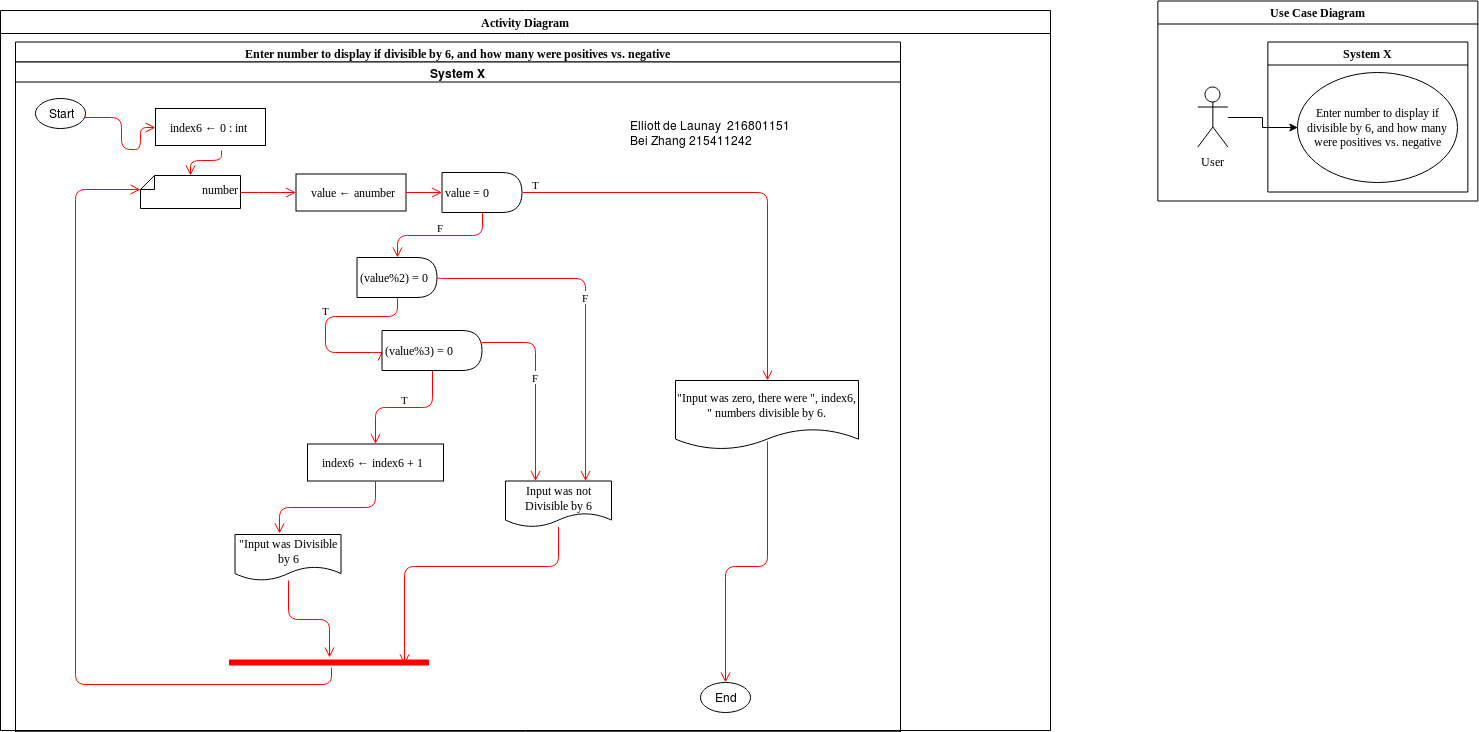 Activity Diagram
Enter number to display if divisible by 6, and how many were positives vs. negative
System X
Start
index6 ← 0 : int
Elliott de Launay  216801151
Bei Zhang 215411242
number
value ← anumber
value = 0
T
F
(value%2) = 0
F
T
(value%3) = 0
F
T
"Input was zero, there were ", index6,
" numbers divisible by 6.
index6 ← index6 + 1
Input was not
Divisible by 6
"Input was Divisible
by 6
End
Use Case Diagram
System X
Enter number to display if
divisible by 6, and how many
were positives vs. negative
User